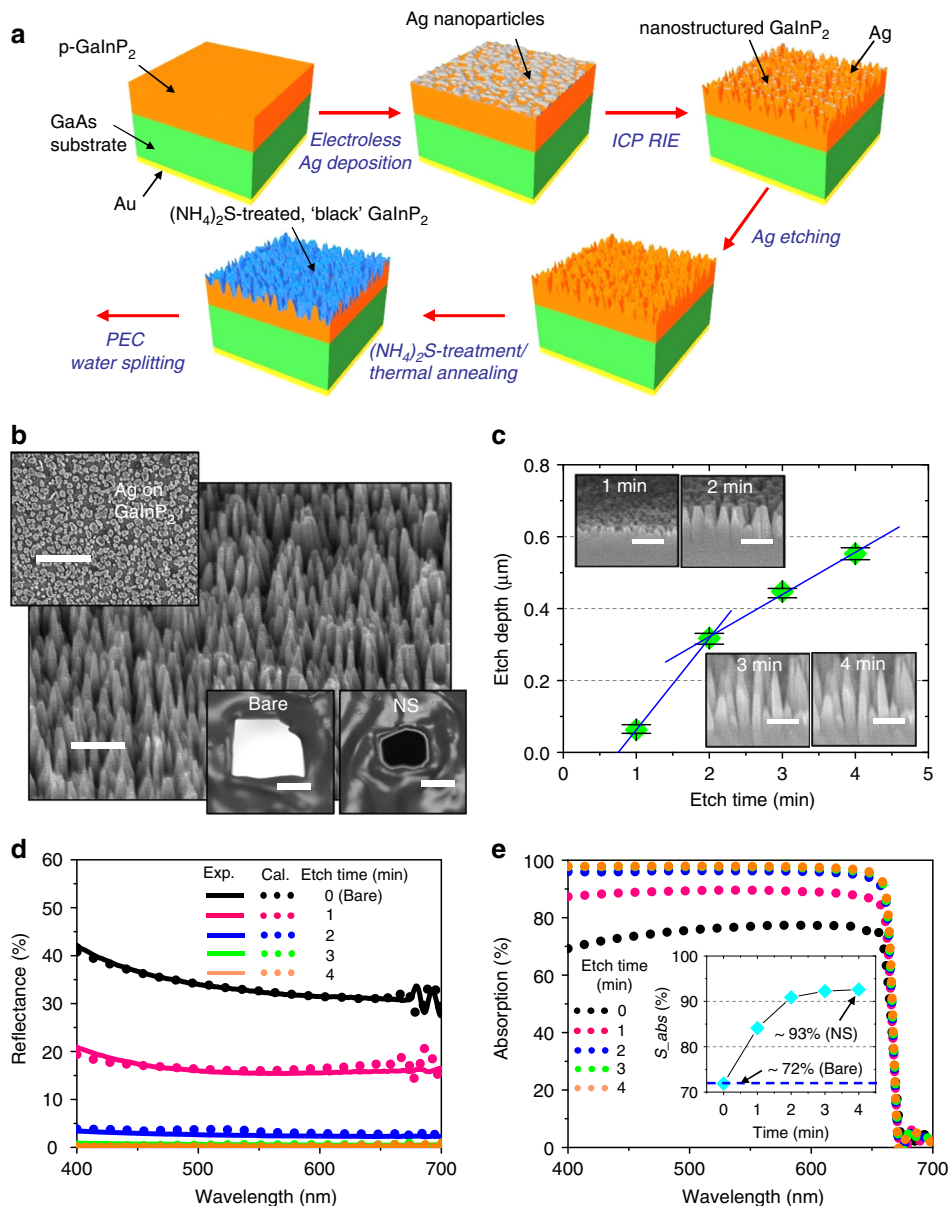 a
Ag nanoparticles
nanostructured GaInP2
Ag
p-GaInP2
GaAs
substrate
Au
Electroless
Ag deposition
ICP RIE
Ag etching
(NH4)2S-treated, 'black' GaInP2
PEC
water splitting
(NH4)2S-treatment/
thermal annealing
b
Ag on
GaInP2
Bare
NS
c
0.8
0.6
0.4
0.2
0.0
Etch depth (μm)
1 min
2 min
3 min
4 min
0 1 2 3 4 5
Etch time (min)
d
60
50
40
30
20
10
0
Reflectance (%)
Exp. Cal. Etch time (min)
0 (Bare)
1
2
3
4
400 500 600 700
Wavelength (nm)
e
100
80
60
40
20
0
Absorption (%)
Etch time
(min)
0
1
2
3
4
S_abs (%)
90
80
70
~ 93% (NS)
~ 72% (Bare)
0 1 2 3 4
Time (min)
400 500 600 700
Wavelength (nm)